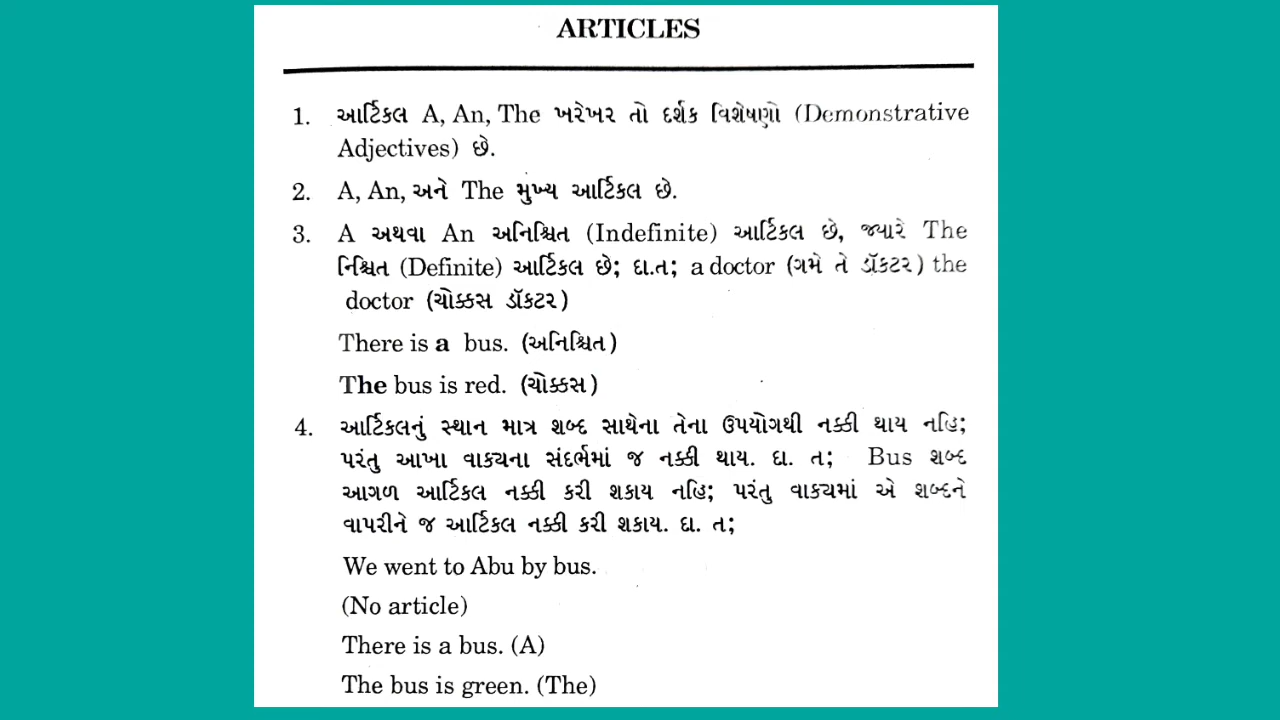 ARTICLES
1. આર્ટિકલ A, An, The ખરેખર તો દર્શક વિશેષણો (Demonstrative
Adjectives) છે.
2. A, An, અને The મુખ્ય આર્ટિકલ છે.
3. A અથવા An અનિશ્ચિત (Indefinite) આર્ટિકલ છે, જ્યારે The
નિશ્ચિત (Definite) આર્ટિકલ છે; દા.ત; a doctor (ગમે તે ડૉકટર) the
doctor (ચોક્કસ ડૉકટર)
There is a bus. (અનિશ્ચિત)
The bus is red. (ચોક્કસ)
4. આર્ટિકલનું સ્થાન માત્ર શબ્દ સાથેના તેના ઉપયોગથી નક્કી થાય નહિ;
પરંતુ આખા વાકયના સંદર્ભમાં જ નક્કી થાય. દા. ત; Bus શબ્દ
આગળ આર્ટિકલ નક્કી કરી શકાય નહિ; પરંતુ વાકયમાં એ શબ્દને
વાપરીને જ આર્ટિકલ નક્કી કરી શકાય. દા. ત;
We went to Abu by bus.
(No article)
There is a bus. (A)
The bus is green. (The)